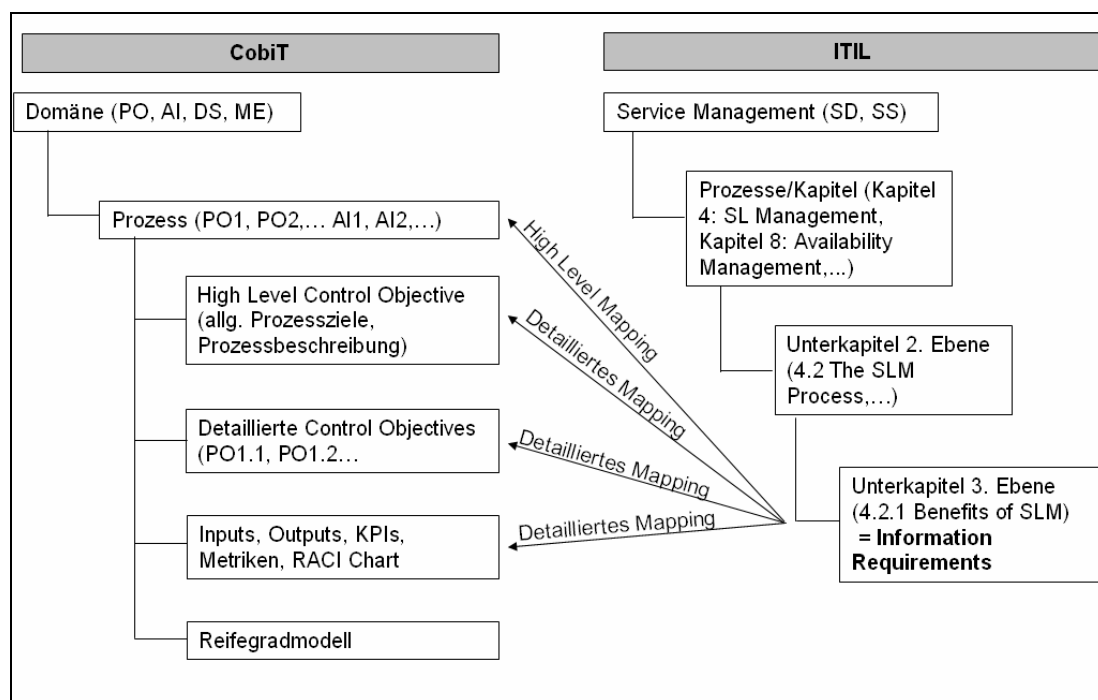 CobiT
ITIL
Domäne (PO, AI, DS, ME)
Service Management (SD, SS)
Prozess (PO1, PO2,... AI1, AI2,...)
Prozesse/Kapitel (Kapitel
4: SL Management,
Kapitel 8: Availability
Management,...)
High Level Control Objective
(allg. Prozessziele,
Prozessbeschreibung)
Unterkapitel 2. Ebene
(4.2 The SLM
Process,...)
Detaillierte Control Objectives
(PO1.1, PO1.2...
Unterkapitel 3. Ebene
(4.2.1 Benefits of SLM)
= Information
Requirements
Inputs, Outputs, KPIs,
Metriken, RACI Chart
Reifegradmodell
High Level Mapping
Detailliertes Mapping
Detailliertes Mapping
Detailliertes Mapping